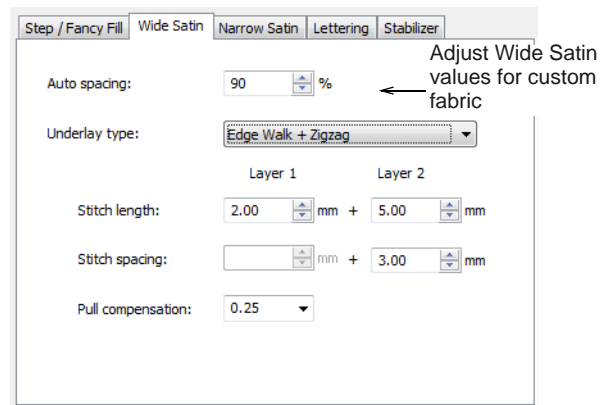 Step / Fancy Fill Wide Satin Narrow Satin Lettering Stabilizer
Adjust Wide Satin
values for custom
fabric
Auto spacing: 90 %
Underlay type: Edge Walk + Zigzag
Layer 1 Layer 2
Stitch length: 2.00 mm + 5.00 mm
Stitch spacing: mm + 3.00 mm
Pull compensation: 0.25